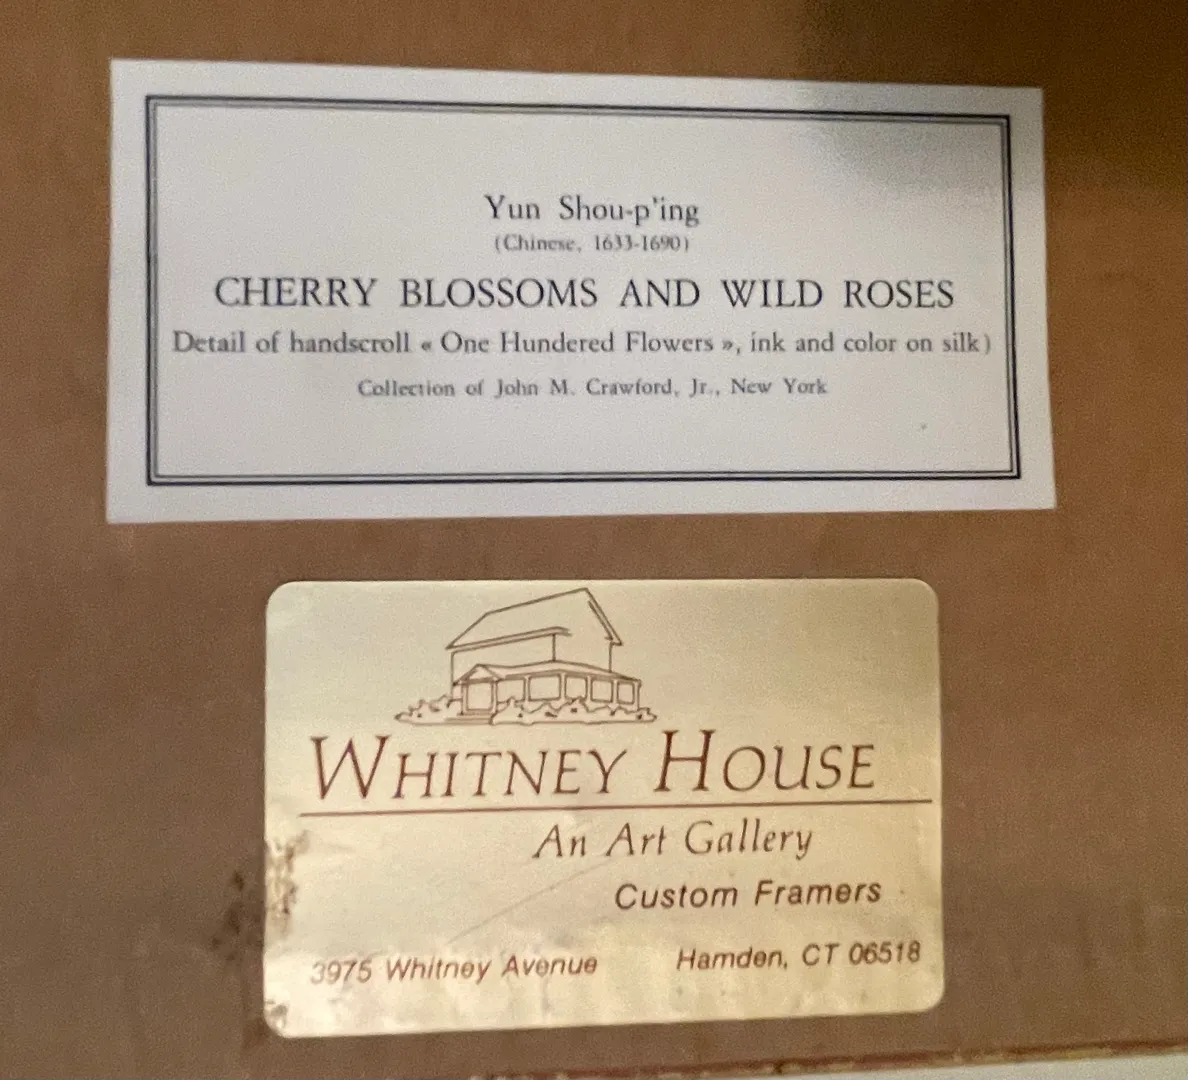 Yun Shou-p'ing
(Chinese, 1633-1690)
CHERRY BLOSSOMS AND WILD ROSES
Detail of handscroll « One Hundred Flowers », ink and color on silk)
Collection of John M. Crawford, Jr., New York
WHITNEY HOUSE
An Art Gallery
Custom Framers
3975 Whitney Avenue Hamden, CT 06518